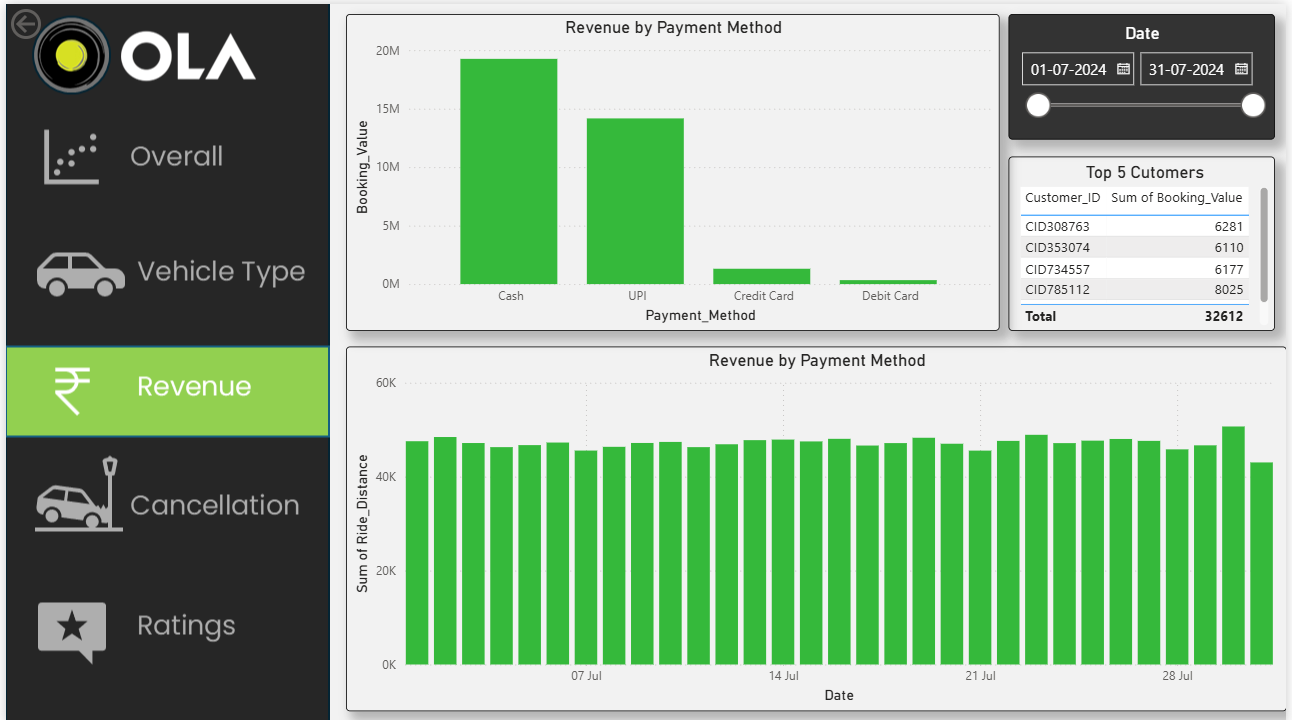 OLA
Overall
Vehicle Type
₹ Revenue
Cancellation
Ratings
Revenue by Payment Method
20M
15M
10M
5M
0M
Booking_Value
Cash UPI Credit Card Debit Card
Payment_Method
Date
01-07-2024 31-07-2024
Top 5 Cutomers
Customer_ID Sum of Booking_Value
CID308763 6281
CID353074 6110
CID734557 6177
CID785112 8025
Total 32612
Revenue by Payment Method
60K
40K
20K
0K
Sum of Ride_Distance
07 Jul 14 Jul 21 Jul 28 Jul
Date